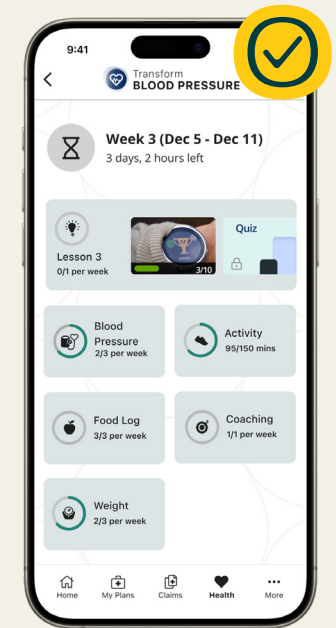 9:41
Transform
BLOOD PRESSURE
Week 3 (Dec 5 - Dec 11)
3 days, 2 hours left
Lesson 3
0/1 per week
3/10
Quiz
Blood
Pressure
2/3 per week
Activity
95/150 mins
Food Log
3/3 per week
Coaching
1/1 per week
Weight
2/3 per week
Home
My Plans
Claims
Health
More